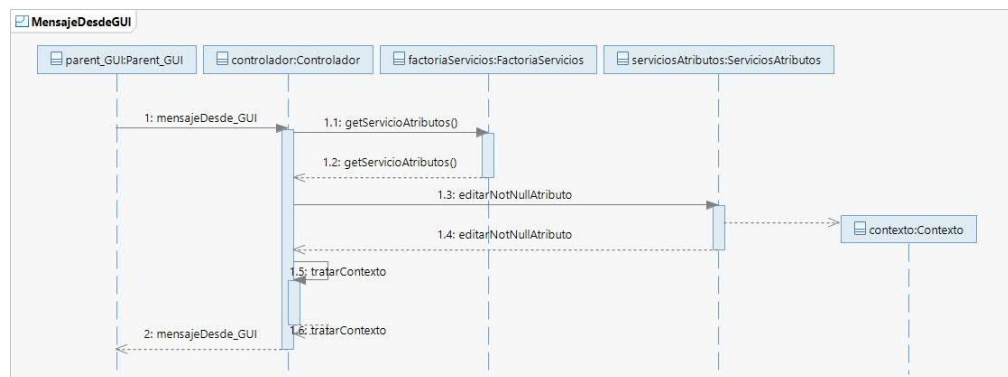 MensajeDesdeGUI
parent_GUI:Parent_GUI
controlador:Controlador
factoriaServicios:FactoriaServicios
serviciosAtributos:ServiciosAtributos
1: mensajeDesde_GUI
1.1: getServicioAtributos()
1.2: getServicioAtributos()
1.3: editarNotNullAtributo
contexto:Contexto
1.4: editarNotNullAtributo
1.5: tratarContexto
1.6: tratarContexto
2: mensajeDesde_GUI